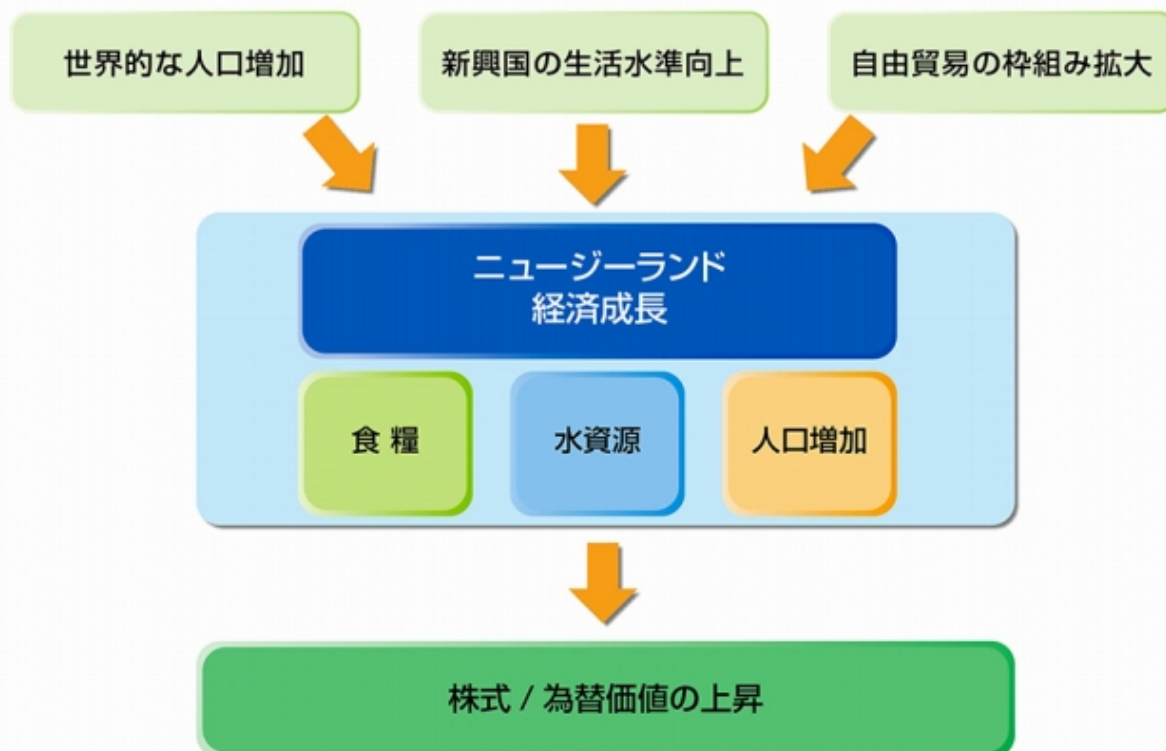 世界的な人口増加
新興国の生活水準向上
自由貿易の枠組み拡大
ニュージーランド
経済成長
食 糧
水資源
人口増加
株式 / 為替価値の上昇